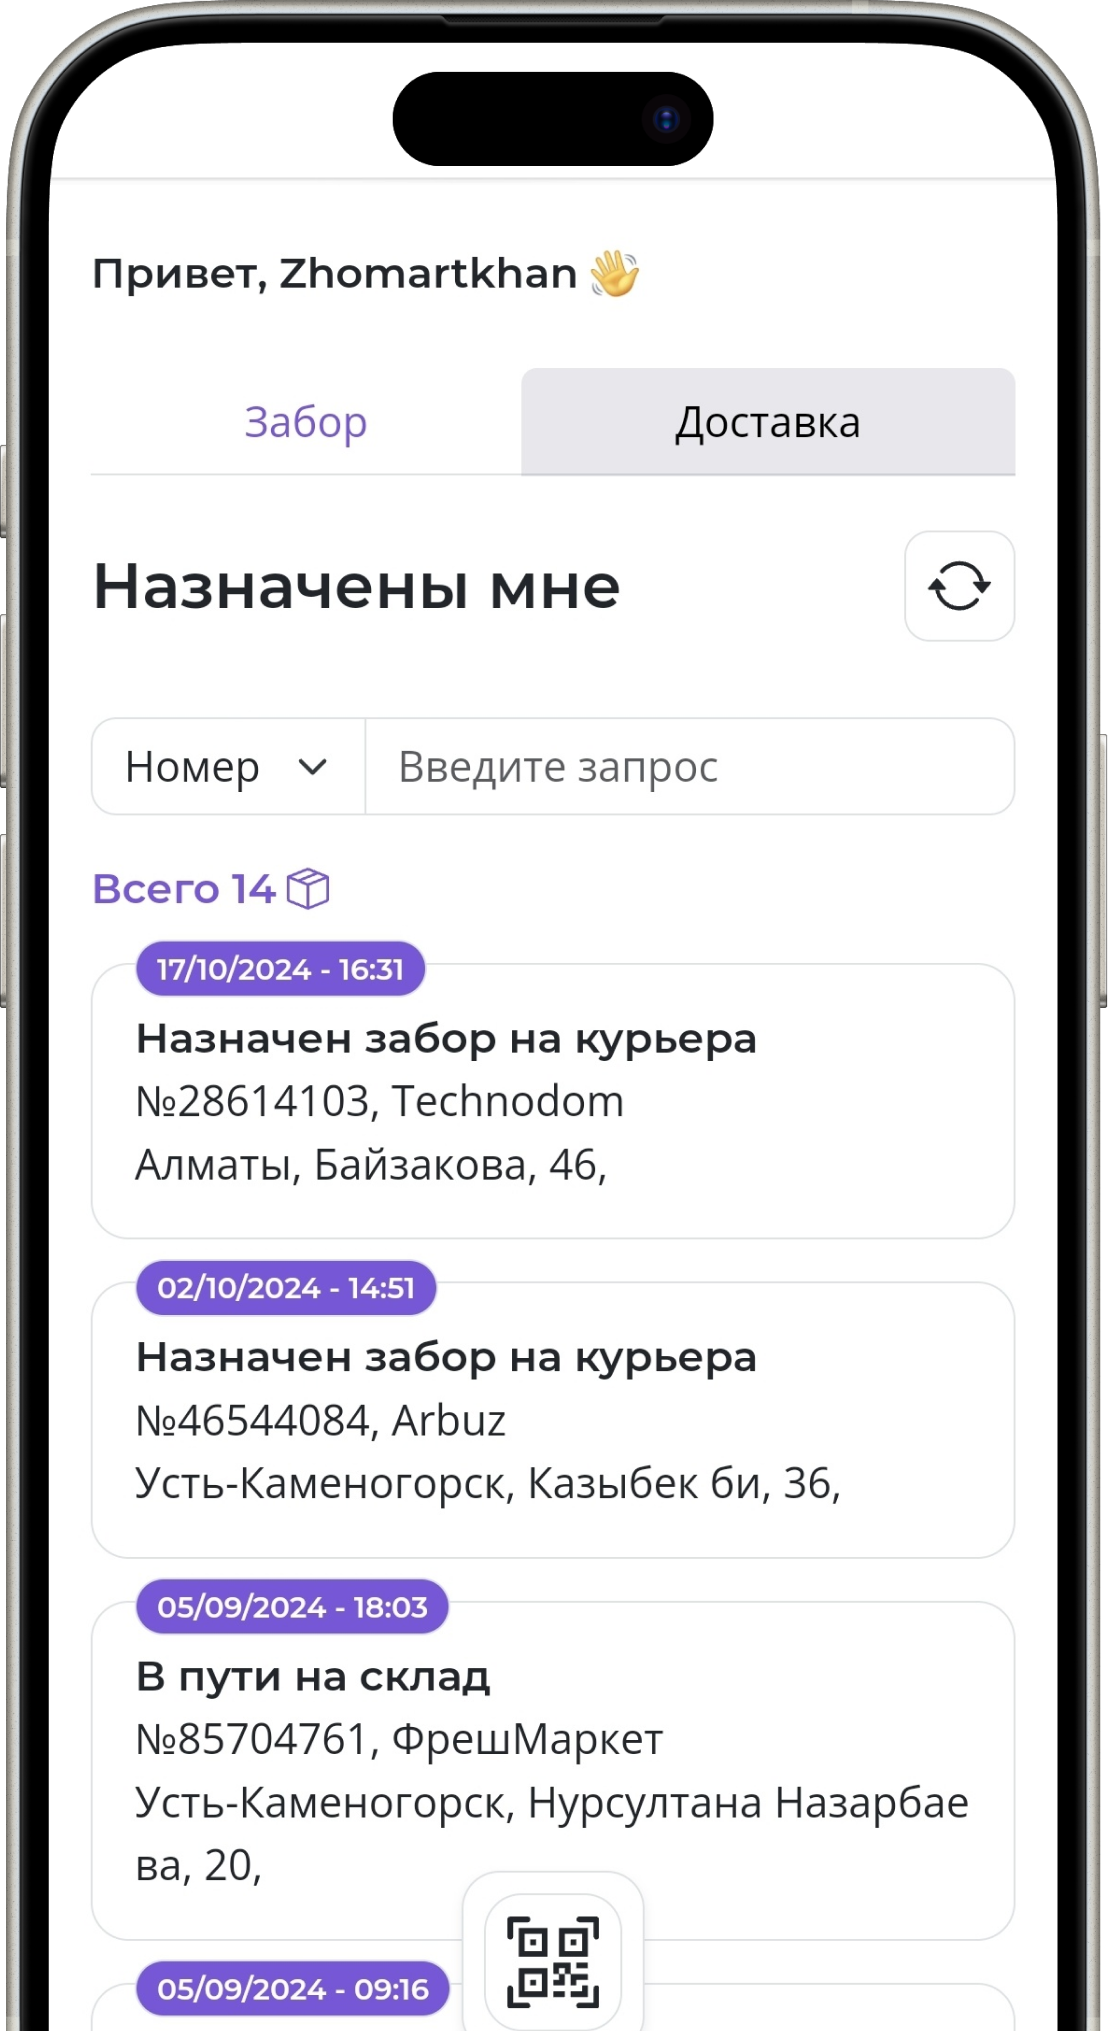 Привет, Zhomartkhan 👋
Забор
Доставка
Назначены мне
Номер
Введите запрос
Всего 14
17/10/2024 - 16:31
Назначен забор на курьера
№28614103, Technodom
Алматы, Байзакова, 46,
02/10/2024 - 14:51
Назначен забор на курьера
№46544084, Arbuz
Усть-Каменогорск, Казыбек би, 36,
05/09/2024 - 18:03
В пути на склад
№85704761, ФрешМаркет
Усть-Каменогорск, Нурсултана Назарбае
ва, 20,
05/09/2024 - 09:16